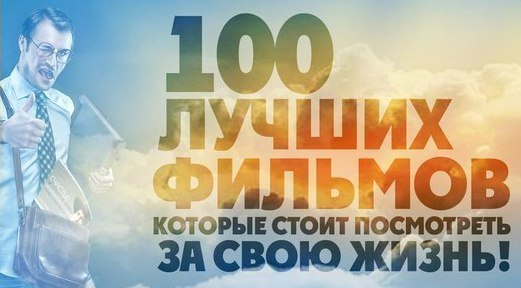 100
ЛУЧШИХ
ФИЛЬМОВ
КОТОРЫЕ СТОИТ ПОСМОТРЕТЬ
ЗА СВОЮ ЖИЗНЬ!